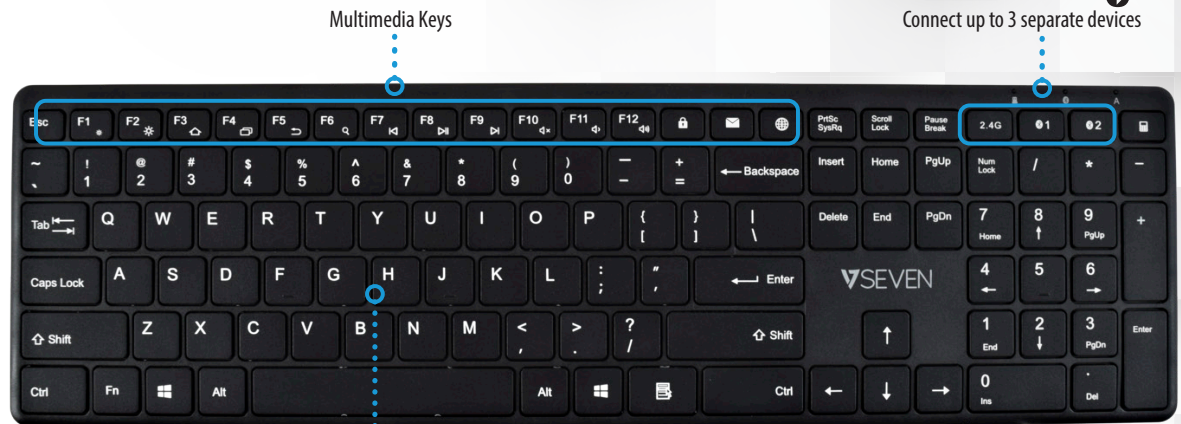 Multimedia Keys
Connect up to 3 separate devices
A
Esc F1 F2 F3 F4 F5 F6 F7 F8 F9 F10 F11 F12 PrtSc SysRq Scroll Lock Pause Break 2.4G 1 2
~ ` ! 1 @ 2 # 3 $ 4 % 5 ^ 6 & 7 * 8 ( 9 ) 0 — – + = ← Backspace Insert Home PgUp Num Lock / * –
Tab Q W E R T Y U I O P { [ } ] | \ Delete End PgDn 7 Home 8 ↑ 9 PgUp +
Caps Lock A S D F G H J K L : ; " ' Enter V7SEVEN 4 ← 5 6 →
⇧ Shift Z X C V B N M < , > . ? / ⇧ Shift ↑ 1 End 2 ↓ 3 PgDn Enter
Ctrl Fn Alt Alt Ctrl ← ↓ → 0 Ins . Del